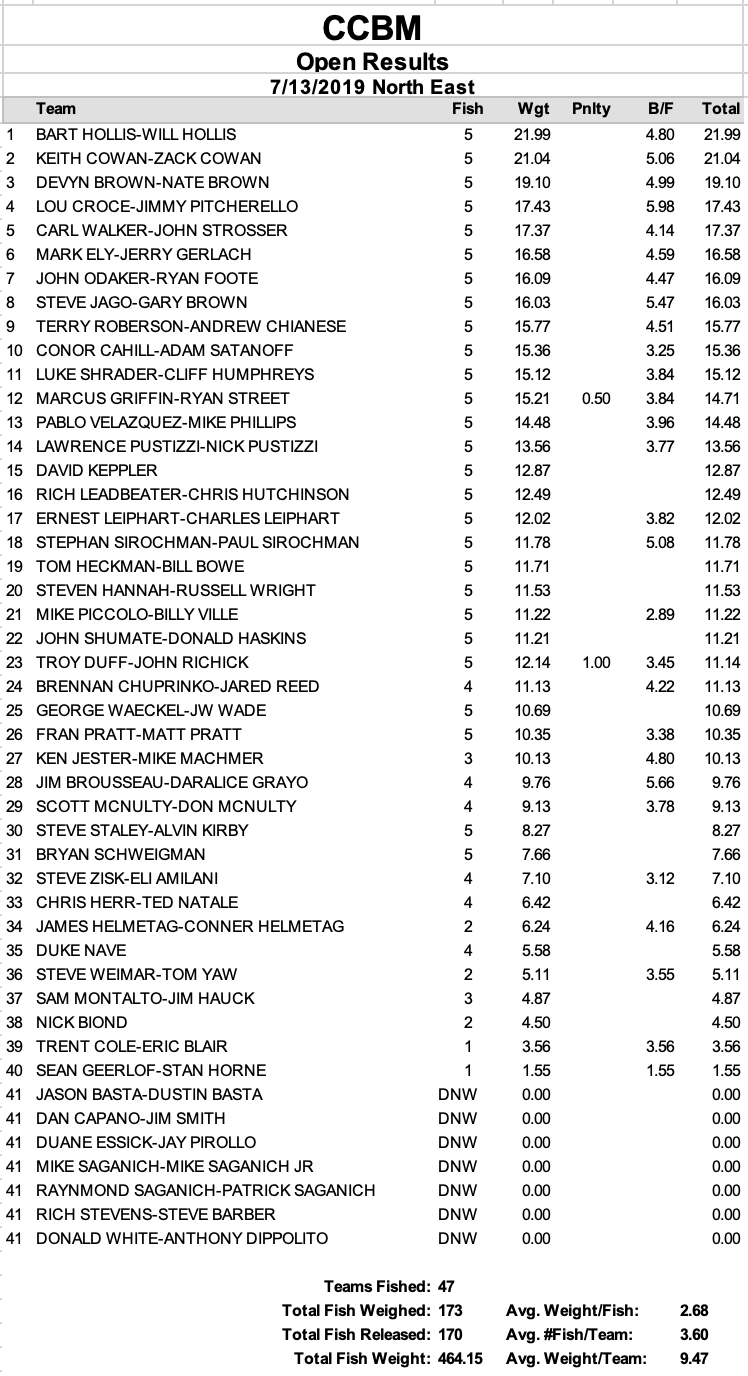 CCBM
Open Results
7/13/2019 North East
Team Fish Wgt Pnlty B/F Total
1 BART HOLLIS-WILL HOLLIS 5 21.99 4.80 21.99
2 KEITH COWAN-ZACK COWAN 5 21.04 5.06 21.04
3 DEVYN BROWN-NATE BROWN 5 19.10 4.99 19.10
4 LOU CROCE-JIMMY PITCHERELLO 5 17.43 5.98 17.43
5 CARL WALKER-JOHN STROSSER 5 17.37 4.14 17.37
6 MARK ELY-JERRY GERLACH 5 16.58 4.59 16.58
7 JOHN ODAKER-RYAN FOOTE 5 16.09 4.47 16.09
8 STEVE JAGO-GARY BROWN 5 16.03 5.47 16.03
9 TERRY ROBERSON-ANDREW CHIANESE 5 15.77 4.51 15.77
10 CONOR CAHILL-ADAM SATANOFF 5 15.36 3.25 15.36
11 LUKE SHRADER-CLIFF HUMPHREYS 5 15.12 3.84 15.12
12 MARCUS GRIFFIN-RYAN STREET 5 15.21 0.50 3.84 14.71
13 PABLO VELAZQUEZ-MIKE PHILLIPS 5 14.48 3.96 14.48
14 LAWRENCE PUSTIZZI-NICK PUSTIZZI 5 13.56 3.77 13.56
15 DAVID KEPPLER 5 12.87 12.87
16 RICH LEADBEATER-CHRIS HUTCHINSON 5 12.49 12.49
17 ERNEST LEIPHART-CHARLES LEIPHART 5 12.02 3.82 12.02
18 STEPHAN SIROCHMAN-PAUL SIROCHMAN 5 11.78 5.08 11.78
19 TOM HECKMAN-BILL BOWE 5 11.71 11.71
20 STEVEN HANNAH-RUSSELL WRIGHT 5 11.53 11.53
21 MIKE PICCOLO-BILLY VILLE 5 11.22 2.89 11.22
22 JOHN SHUMATE-DONALD HASKINS 5 11.21 11.21
23 TROY DUFF-JOHN RICHICK 5 12.14 1.00 3.45 11.14
24 BRENNAN CHUPRINKO-JARED REED 4 11.13 4.22 11.13
25 GEORGE WAECKEL-JW WADE 5 10.69 10.69
26 FRAN PRATT-MATT PRATT 5 10.35 3.38 10.35
27 KEN JESTER-MIKE MACHMER 3 10.13 4.80 10.13
28 JIM BROUSSEAU-DARALICE GRAYO 4 9.76 5.66 9.76
29 SCOTT MCNULTY-DON MCNULTY 4 9.13 3.78 9.13
30 STEVE STALEY-ALVIN KIRBY 5 8.27 8.27
31 BRYAN SCHWEIGMAN 5 7.66 7.66
32 STEVE ZISK-ELI AMILANI 4 7.10 3.12 7.10
33 CHRIS HERR-TED NATALE 4 6.42 6.42
34 JAMES HELMETAG-CONNER HELMETAG 2 6.24 4.16 6.24
35 DUKE NAVE 4 5.58 5.58
36 STEVE WEIMAR-TOM YAW 2 5.11 3.55 5.11
37 SAM MONTALTO-JIM HAUCK 3 4.87 4.87
38 NICK BIOND 2 4.50 4.50
39 TRENT COLE-ERIC BLAIR 1 3.56 3.56 3.56
40 SEAN GEERLOF-STAN HORNE 1 1.55 1.55 1.55
41 JASON BASTA-DUSTIN BASTA DNW 0.00 0.00
41 DAN CAPANO-JIM SMITH DNW 0.00 0.00
41 DUANE ESSICK-JAY PIROLLO DNW 0.00 0.00
41 MIKE SAGANICH-MIKE SAGANICH JR DNW 0.00 0.00
41 RAYNMOND SAGANICH-PATRICK SAGANICH DNW 0.00 0.00
41 RICH STEVENS-STEVE BARBER DNW 0.00 0.00
41 DONALD WHITE-ANTHONY DIPPOLITO DNW 0.00 0.00
Teams Fished: 47
Total Fish Weighed: 173 Avg. Weight/Fish: 2.68
Total Fish Released: 170 Avg. #Fish/Team: 3.60
Total Fish Weight: 464.15 Avg. Weight/Team: 9.47